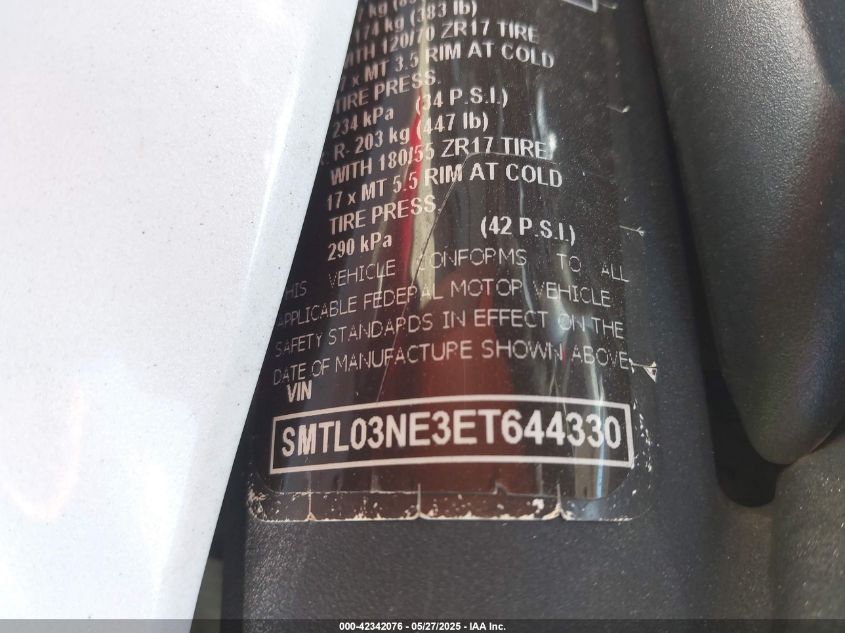 174 kg (383 lb)
WITH 120/70 ZR17 TIRE
17 x MT 3.5 RIM AT COLD
TIRE PRESS.
234 kPa (34 P.S.I.)
R- 203 kg (447 lb)
WITH 180/55 ZR17 TIRE
17 x MT 5.5 RIM AT COLD
TIRE PRESS.
290 kPa (42 P.S.I.)
THIS VEHICLE CONFORMS TO ALL
APPLICABLE FEDERAL MOTOR VEHICLE
SAFETY STANDARDS IN EFFECT ON THE
DATE OF MANUFACTURE SHOWN ABOVE
VIN
SMTL03NE3ET644330
000-42342076 - 05/27/2025 - IAA Inc.